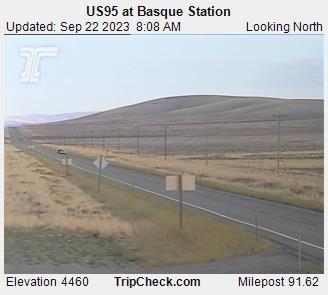 US95 at Basque Station
Updated: Sep 22 2023 8:08 AM Looking North
Elevation 4460 TripCheck.com Milepost 91.62